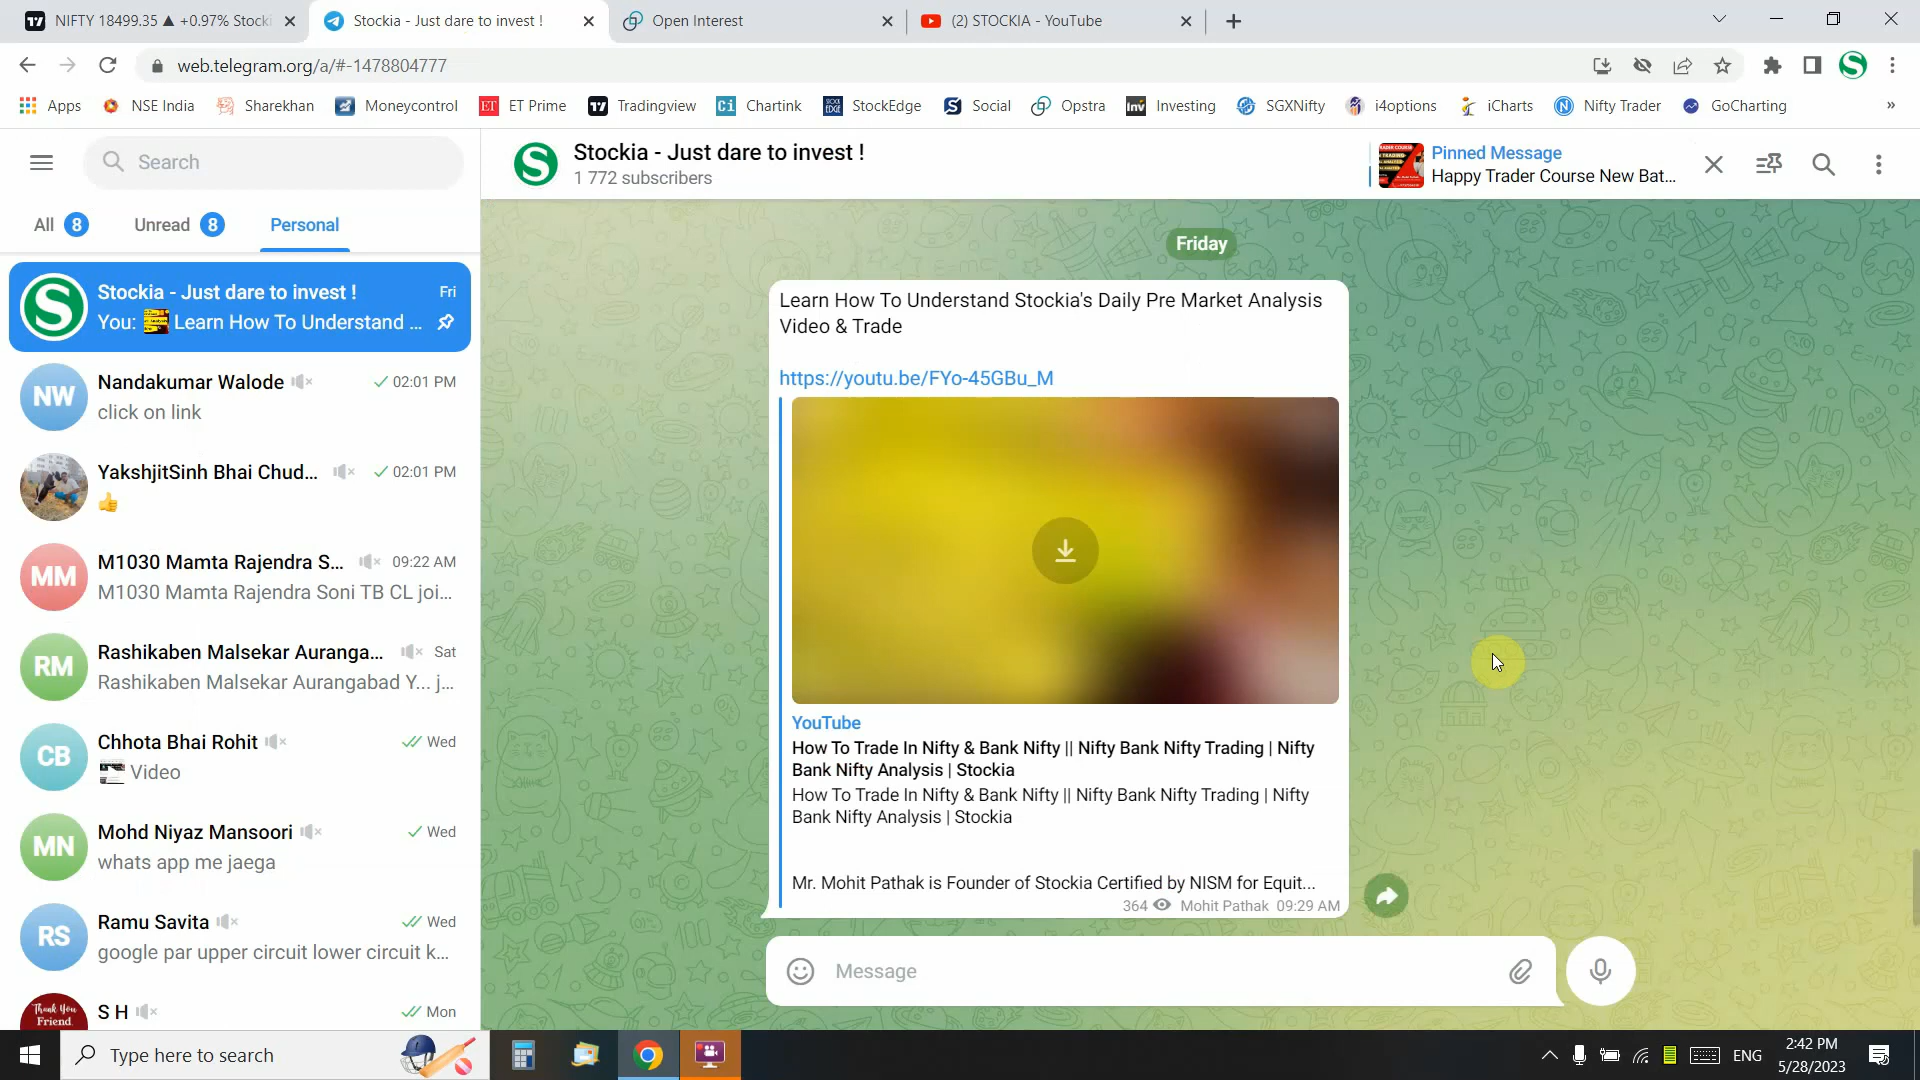 NIFTY 18499.35 ▲ +0.97% Stocki
Stockia - Just dare to invest !
Open Interest
(2) STOCKIA - YouTube
web.telegram.org/a/#-1478804777
Apps
NSE India
Sharekhan
Moneycontrol
ET Prime
Tradingview
Chartink
StockEdge
Social
Opstra
Investing
SGXNifty
i4options
iCharts
Nifty Trader
GoCharting
»
Search
Stockia - Just dare to invest !
1 772 subscribers
Pinned Message
Happy Trader Course New Bat...
All 8
Unread 8
Personal
Friday
Stockia - Just dare to invest ! Fri
You: Learn How To Understand ...
NW
Nandakumar Walode 02:01 PM
click on link
YakshjitSinh Bhai Chud... 02:01 PM
👍
MM
M1030 Mamta Rajendra S... 09:22 AM
M1030 Mamta Rajendra Soni TB CL joi...
RM
Rashikaben Malsekar Auranga... Sat
Rashikaben Malsekar Aurangabad Y... j...
CB
Chhota Bhai Rohit Wed
Video
MN
Mohd Niyaz Mansoori Wed
whats app me jaega
RS
Ramu Savita Wed
google par upper circuit lower circuit k...
Thank You
Friend.
S H Mon
Learn How To Understand Stockia's Daily Pre Market Analysis
Video & Trade
https://youtu.be/FYo-45GBu_M
YouTube
How To Trade In Nifty & Bank Nifty || Nifty Bank Nifty Trading | Nifty
Bank Nifty Analysis | Stockia
How To Trade In Nifty & Bank Nifty || Nifty Bank Nifty Trading | Nifty
Bank Nifty Analysis | Stockia
Mr. Mohit Pathak is Founder of Stockia Certified by NISM for Equit...
364 Mohit Pathak 09:29 AM
Message
Type here to search
ENG
2:42 PM
5/28/2023